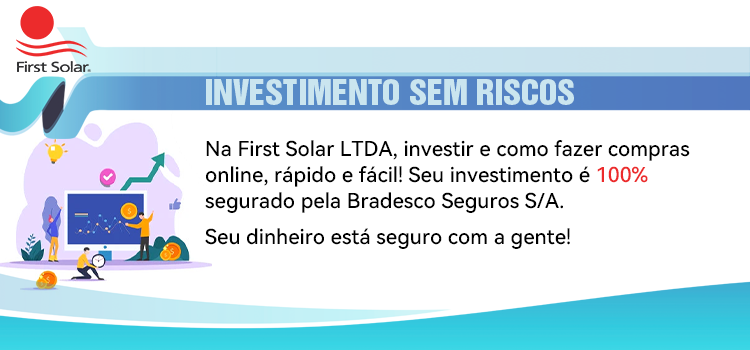 First Solar.
INVESTIMENTO SEM RISCOS
Na First Solar LTDA, investir e como fazer compras
online, rápido e fácil! Seu investimento é 100%
segurado pela Bradesco Seguros S/A.
Seu dinheiro está seguro com a gente!